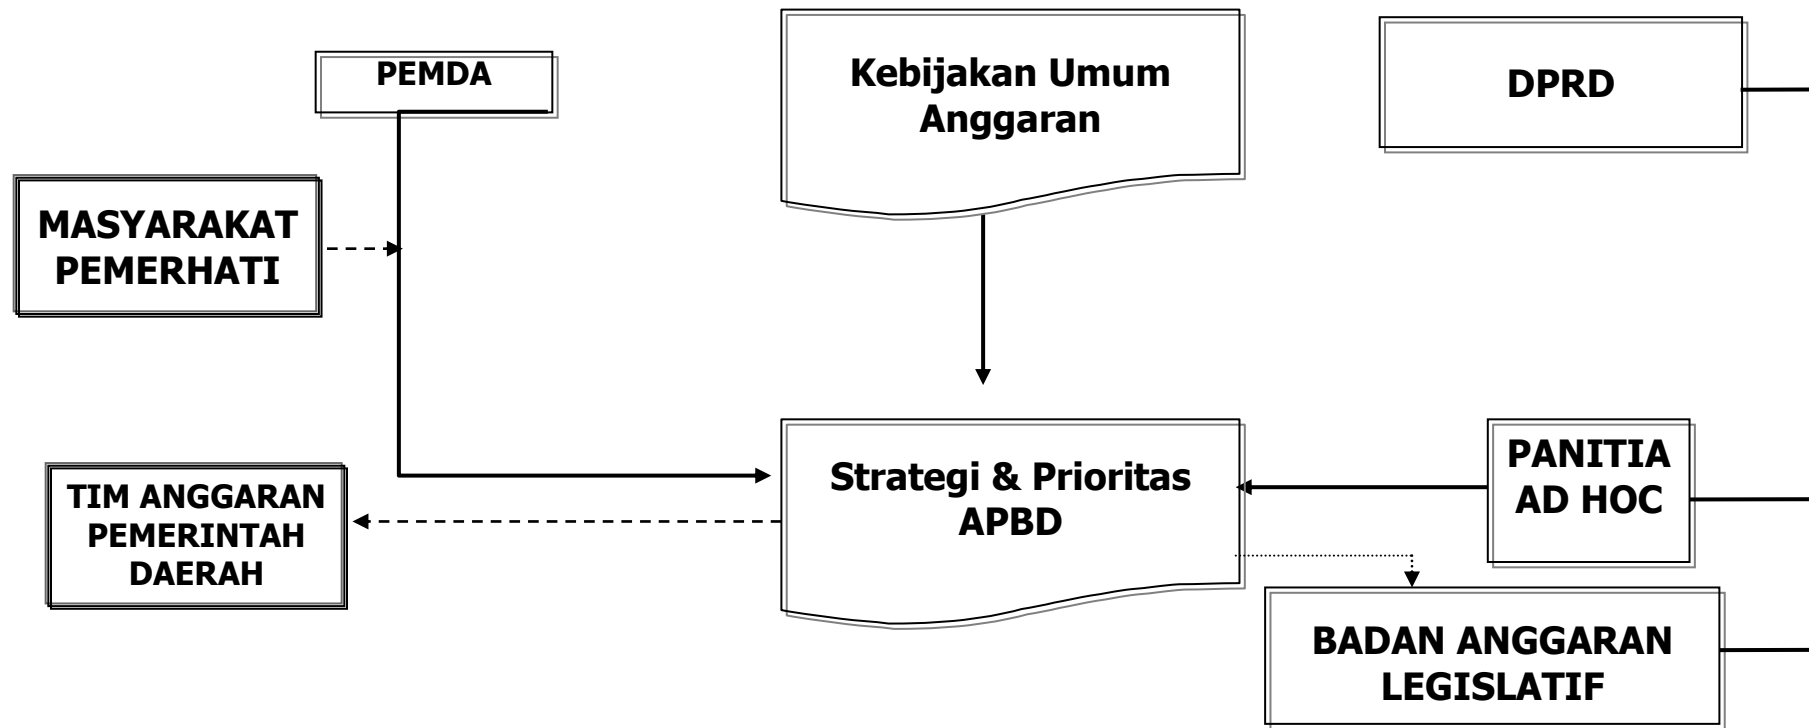 PEMDA
Kebijakan Umum
Anggaran
DPRD
MASYARAKAT
PEMERHATI
TIM ANGGARAN
PEMERINTAH
DAERAH
Strategi & Prioritas
APBD
PANITIA
AD HOC
BADAN ANGGARAN
LEGISLATIF